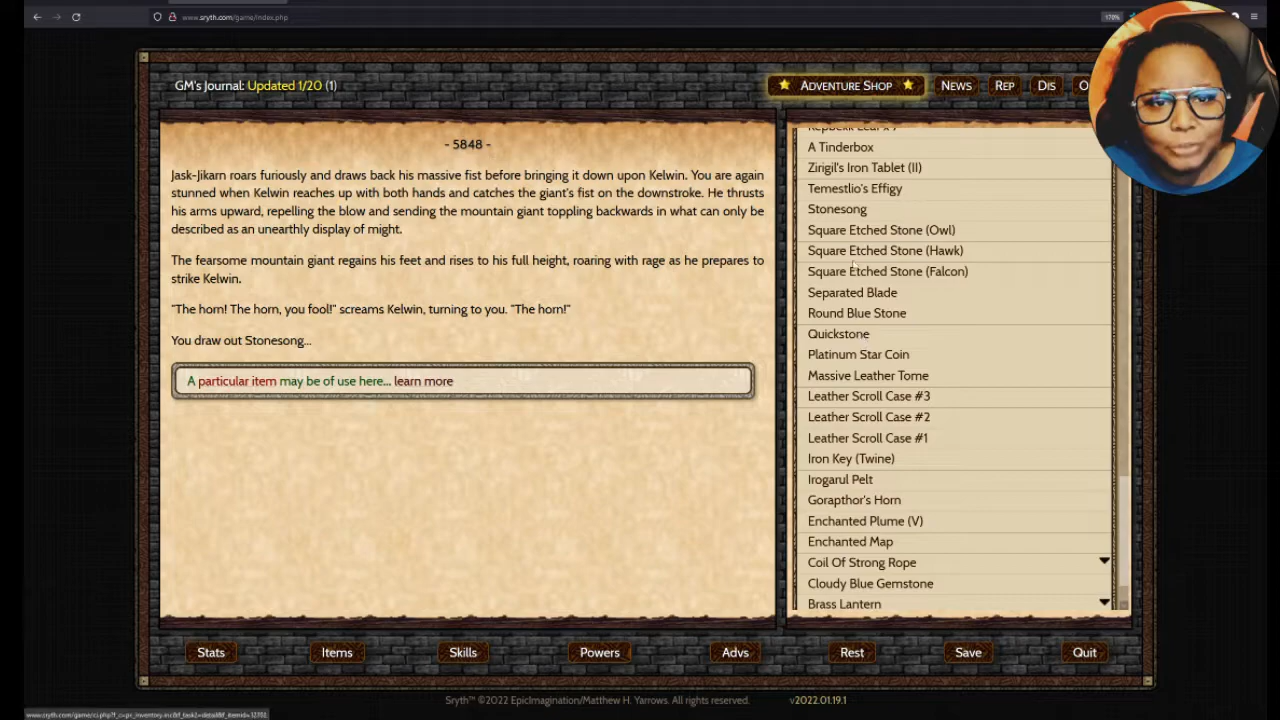 www.sryth.com/game/index.php
170%
GM's Journal: Updated 1/20 (1)
ADVENTURE SHOP
NEWS
REP
DIS
- 5848 -
Jask-Jikarn roars furiously and draws back his massive fist before bringing it down upon Kelwin. You are again
stunned when Kelwin reaches up with both hands and catches the giant's fist on the downstroke. He thrusts
his arms upward, repelling the blow and sending the mountain giant toppling backwards in what can only be
described as an unearthly display of might.
The fearsome mountain giant regains his feet and rises to his full height, roaring with rage as he prepares to
strike Kelwin.
"The horn! The horn, you fool!" screams Kelwin, turning to you. "The horn!"
You draw out Stonesong...
A particular item may be of use here... learn more
A Tinderbox
Zirigil's Iron Tablet (II)
Temestlio's Effigy
Stonesong
Square Etched Stone (Owl)
Square Etched Stone (Hawk)
Square Etched Stone (Falcon)
Separated Blade
Round Blue Stone
Quickstone
Platinum Star Coin
Massive Leather Tome
Leather Scroll Case #3
Leather Scroll Case #2
Leather Scroll Case #1
Iron Key (Twine)
Irogarul Pelt
Gorapthor's Horn
Enchanted Plume (V)
Enchanted Map
Coil Of Strong Rope
Cloudy Blue Gemstone
Brass Lantern
Stats
Items
Skills
Powers
Advs
Rest
Save
Quit
Sryth™ ©2022 EpicImagination/Matthew H. Yarrows. All rights reserved.
v2022.01.19.1